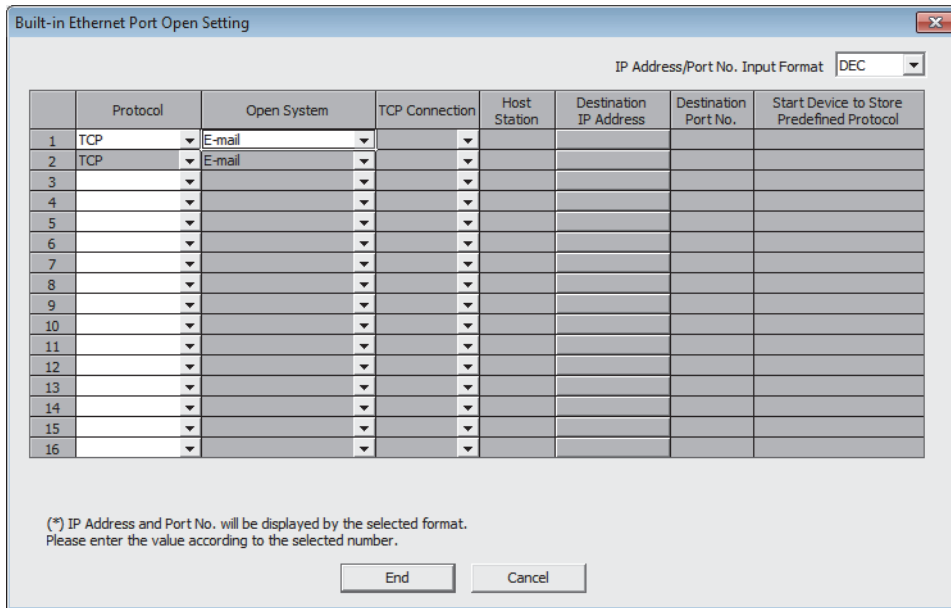 Built-in Ethernet Port Open Setting
IP Address/Port No. Input Format DEC
Protocol Open System TCP Connection Host Station Destination IP Address Destination Port No. Start Device to Store Predefined Protocol
1 TCP E-mail
2 TCP E-mail
3
4
5
6
7
8
9
10
11
12
13
14
15
16
(*) IP Address and Port No. will be displayed by the selected format.
Please enter the value according to the selected number.
End Cancel